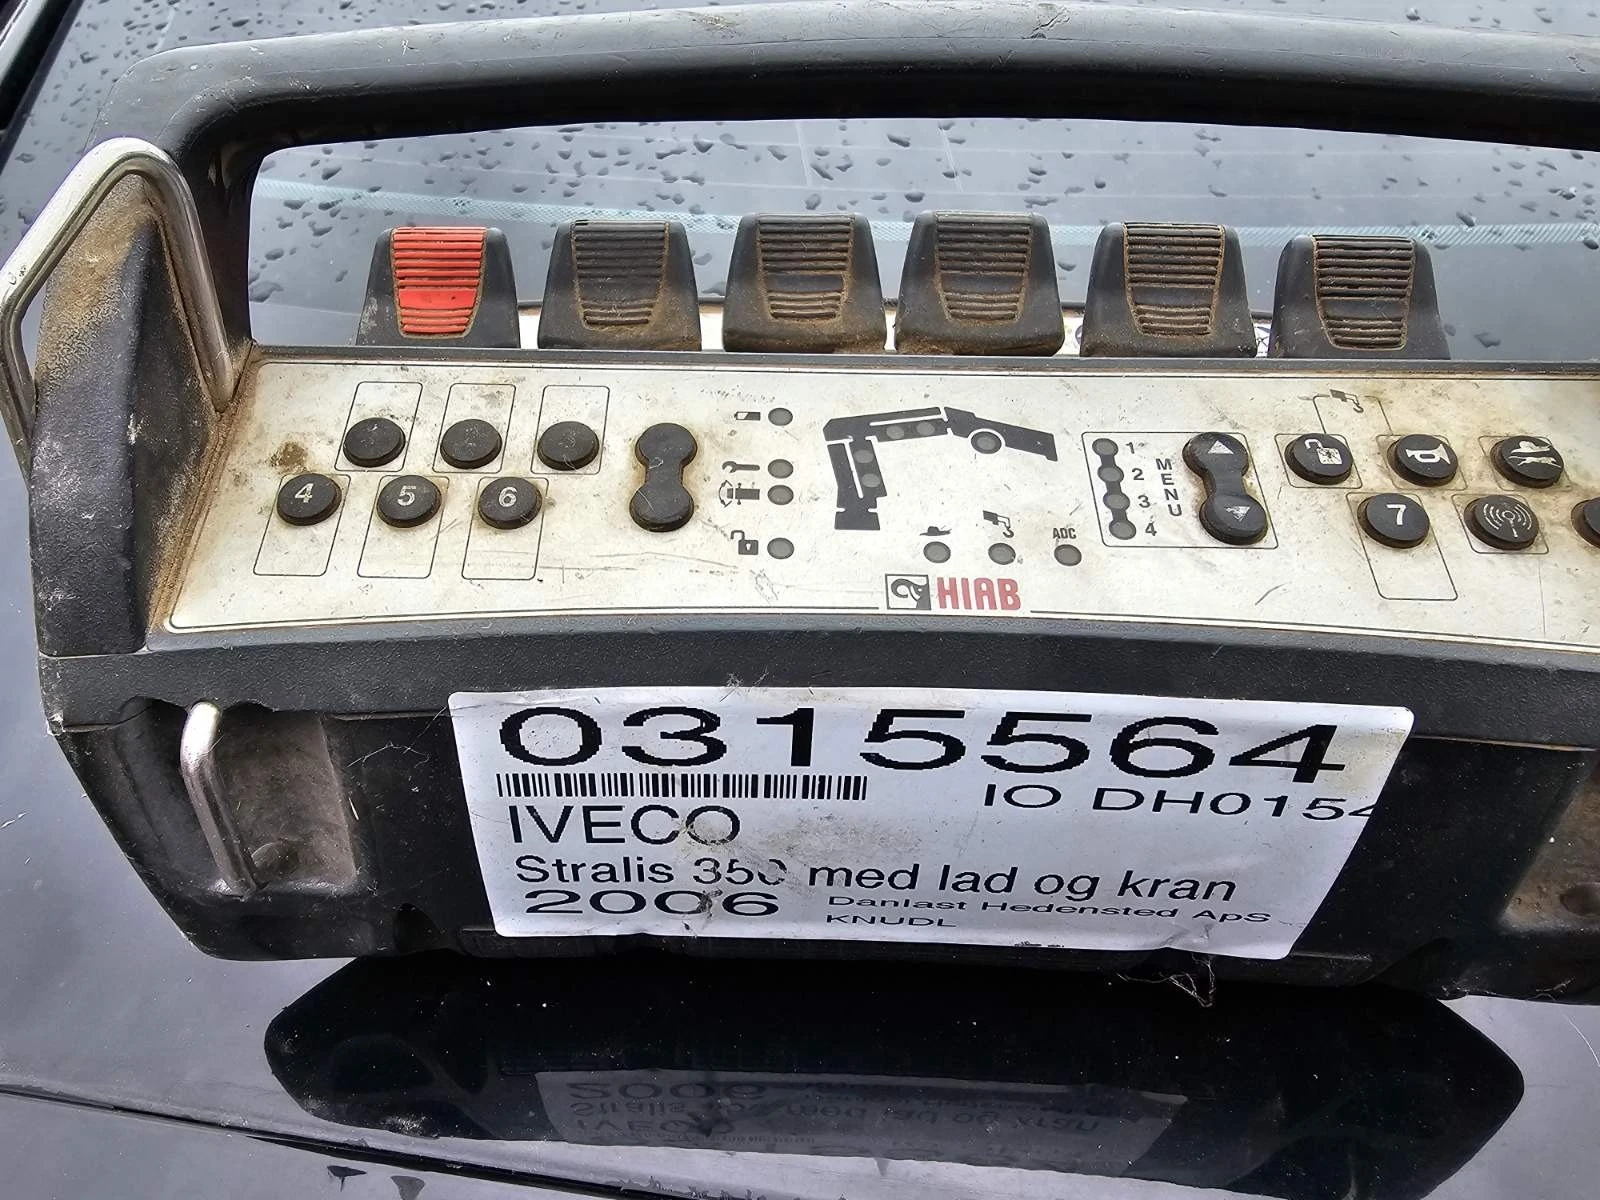 4 5 6
1
2
3
4
MENU
ADC
7
HIAB
0315564
IO DH0154
IVECO
Stralis 350 med lad og kran
2006 Danlast Hedensted ApS
KNUDL